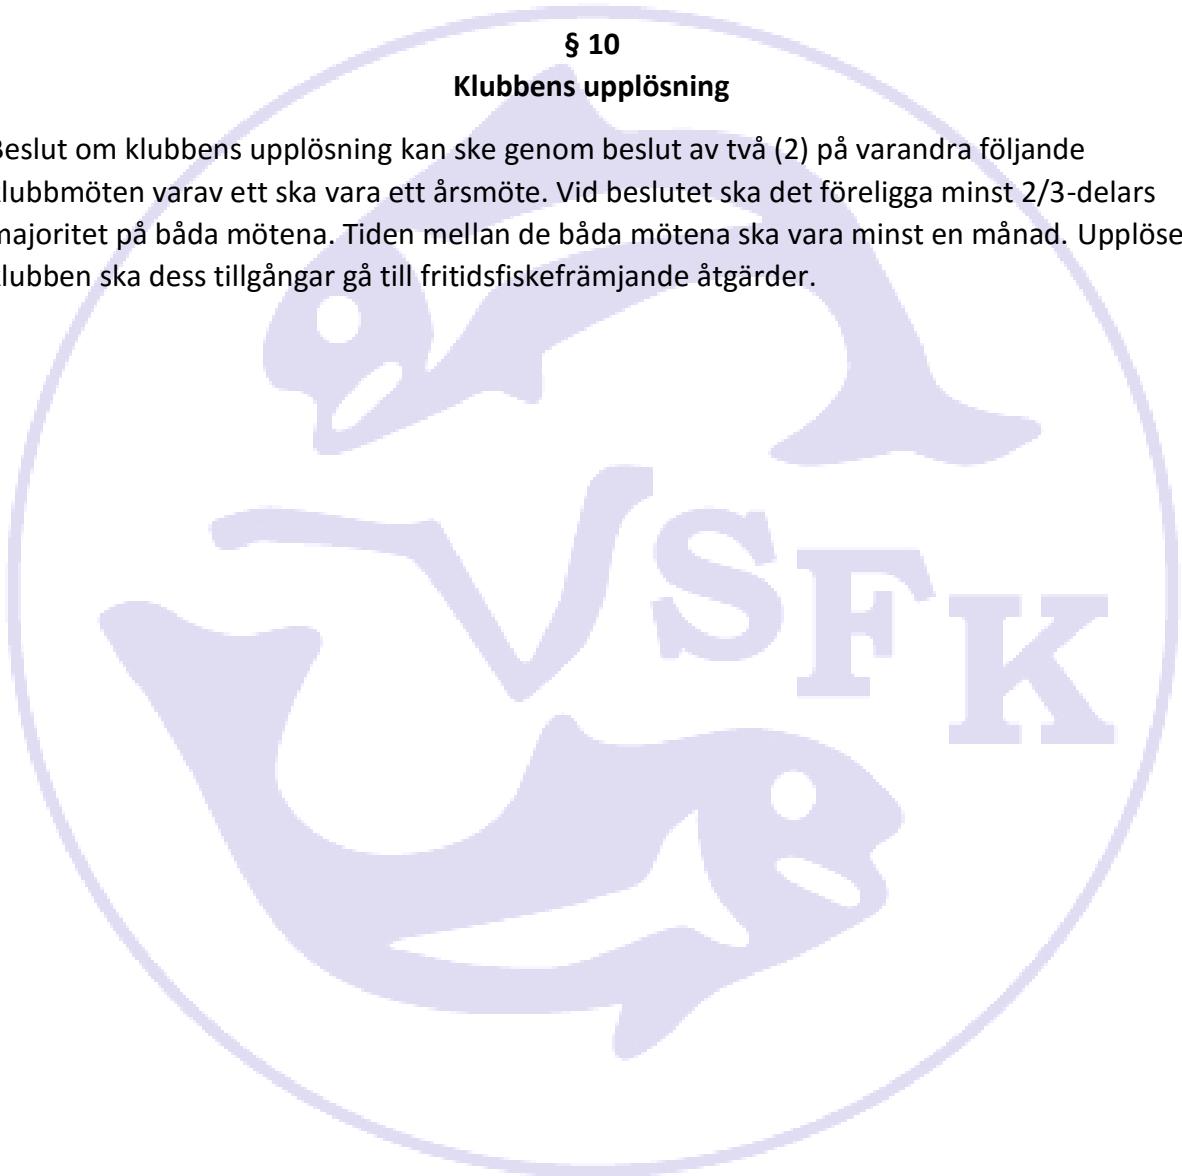 § 10
Klubbens upplösning
Beslut om klubbens upplösning kan ske genom beslut av två (2) på varandra följande
klubbmöten varav ett ska vara ett årsmöte. Vid beslutet ska det föreligga minst 2/3-delars
majoritet på båda mötena. Tiden mellan de båda mötena ska vara minst en månad. Upplöse
klubben ska dess tillgångar gå till fritidsfiskefrämjande åtgärder.
VSFK